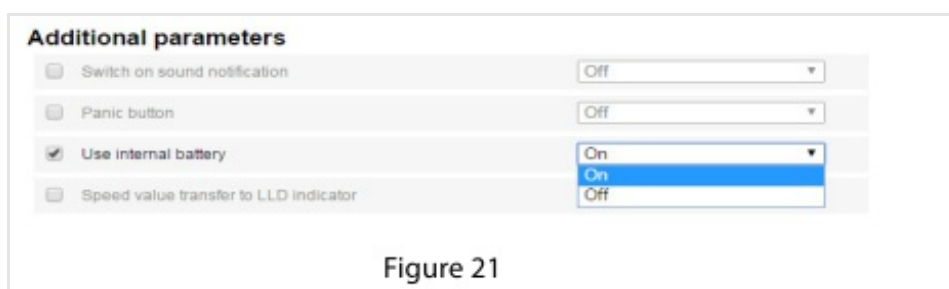 Additional parameters
Switch on sound notification Off
Panic button Off
Use internal battery On
On
Speed value transfer to LLD indicator Off
Figure 21